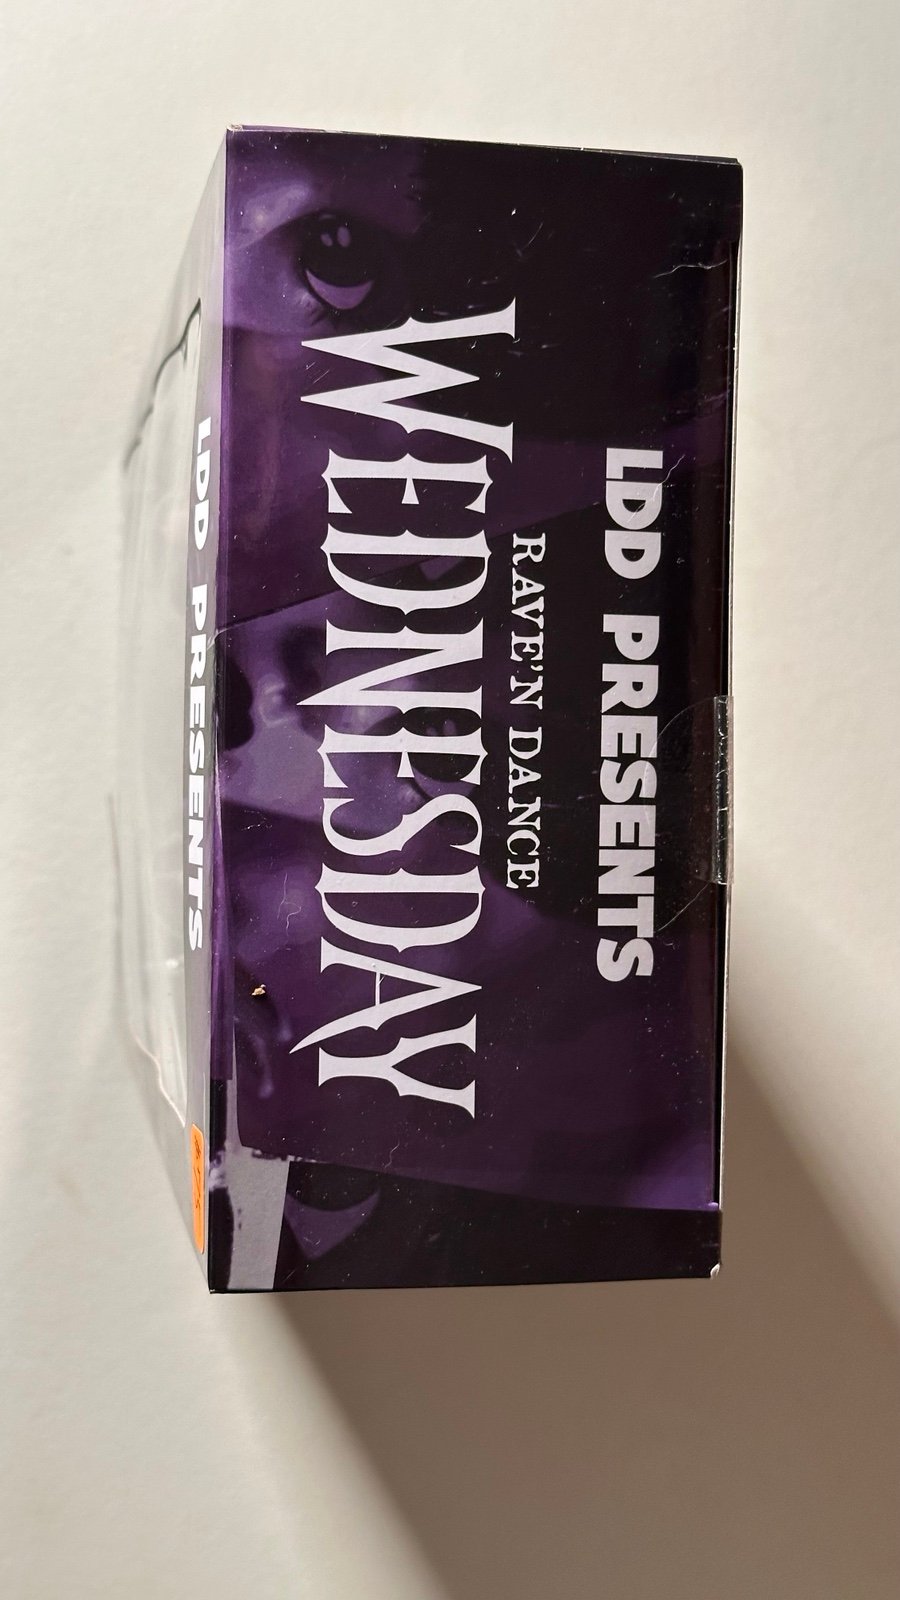 LDD PRESENTS
RAVE'N DANCE
WEDNESDAY
LDD PRESENTS